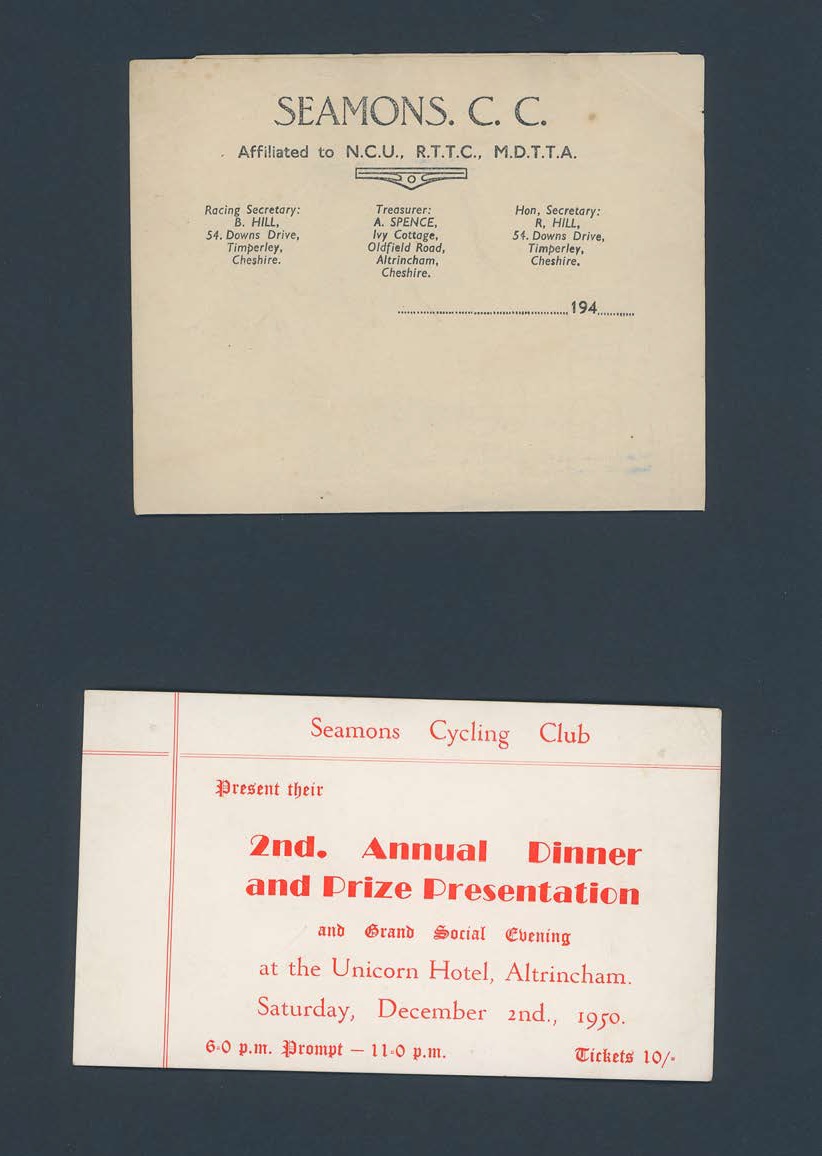 SEAMONS. C. C.
Affiliated to N.C.U., R.T.T.C., M.D.T.T.A.
Racing Secretary:
B. HILL,
54. Downs Drive,
Timperley,
Cheshire.
Treasurer:
A. SPENCE,
Ivy Cottage,
Oldfield Road,
Altrincham,
Cheshire.
Hon, Secretary:
R, HILL,
54. Downs Drive,
Timperley,
Cheshire.
..............................194.........
Seamons Cycling Club
Present their
2nd. Annual Dinner
and Prize Presentation
and Grand Social Evening
at the Unicorn Hotel, Altrincham.
Saturday, December 2nd., 1950.
6-0 p.m. Prompt — 11-0 p.m. Tickets 10/-